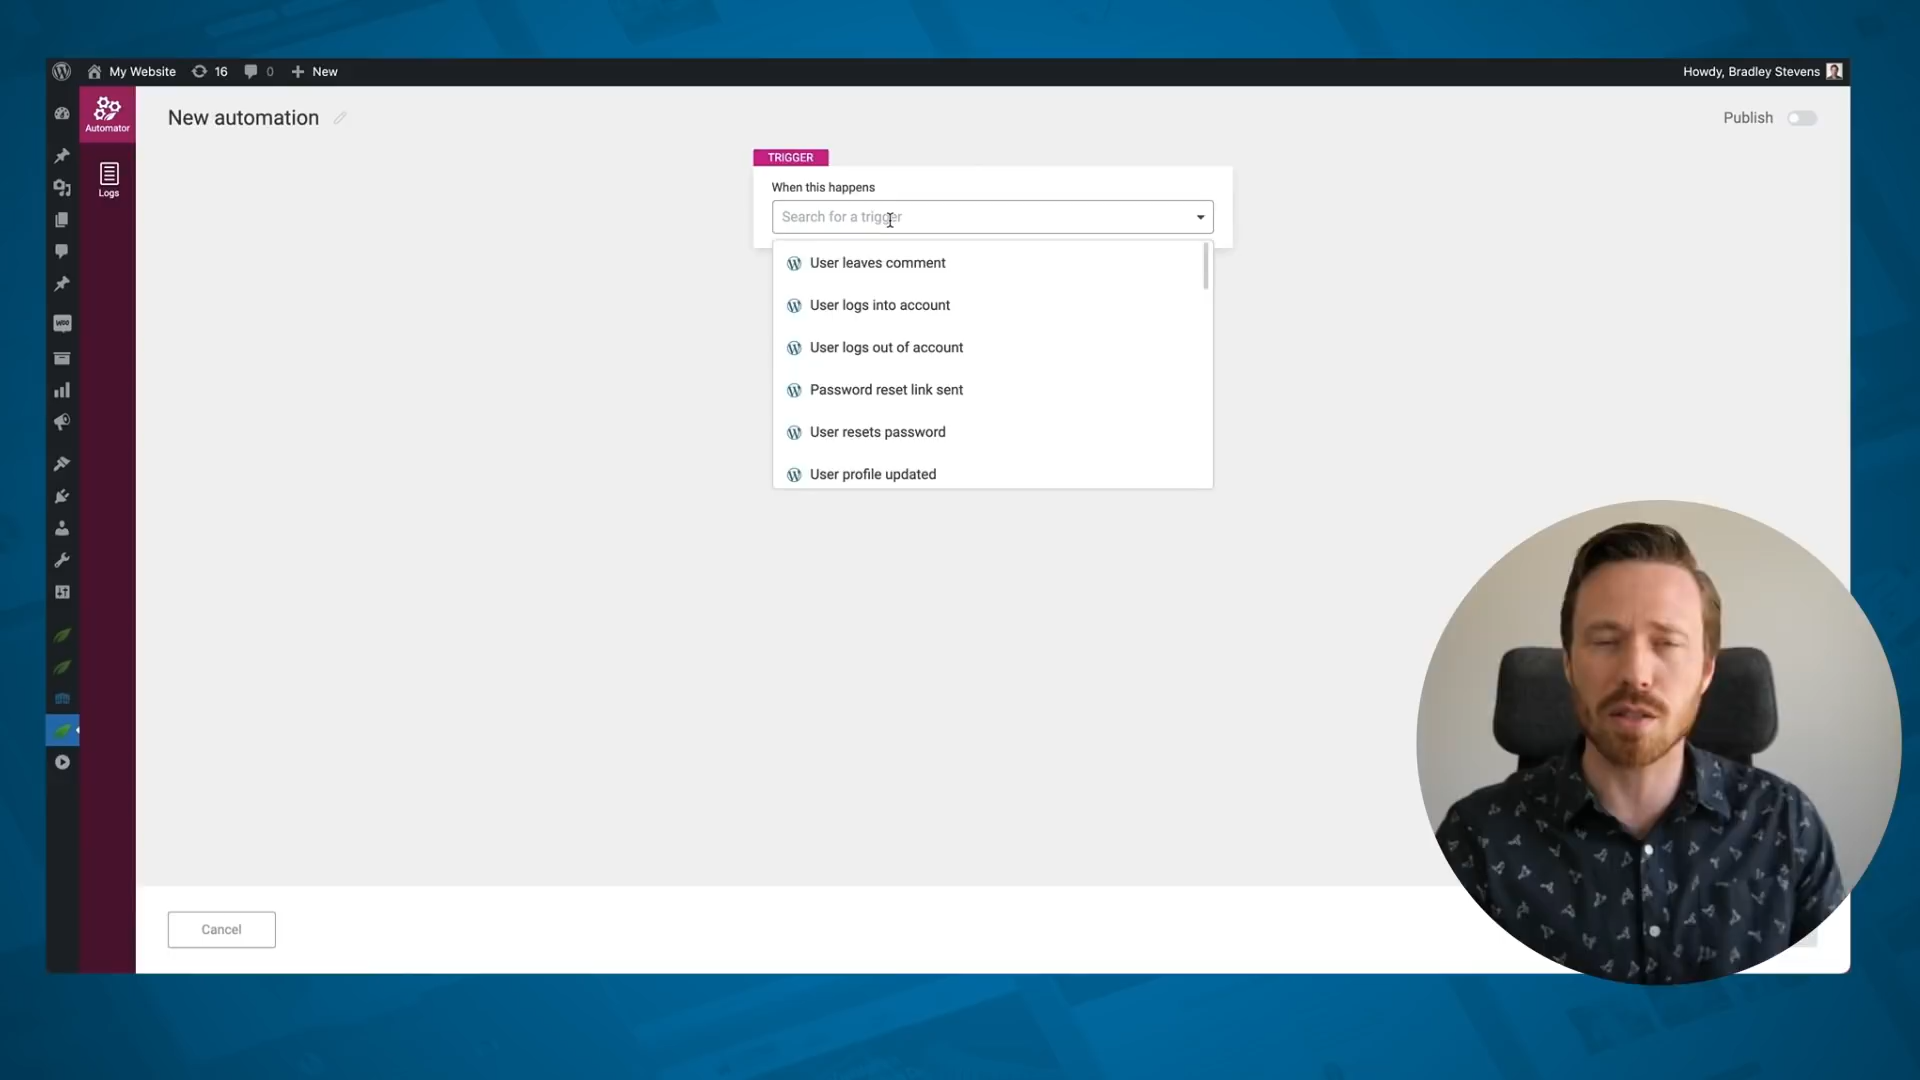 My Website 16 0 New Howdy, Bradley Stevens
Automator
Logs
New automation
Publish
TRIGGER
When this happens
Search for a trigger
User leaves comment
User logs into account
User logs out of account
Password reset link sent
User resets password
User profile updated
WOO
Cancel